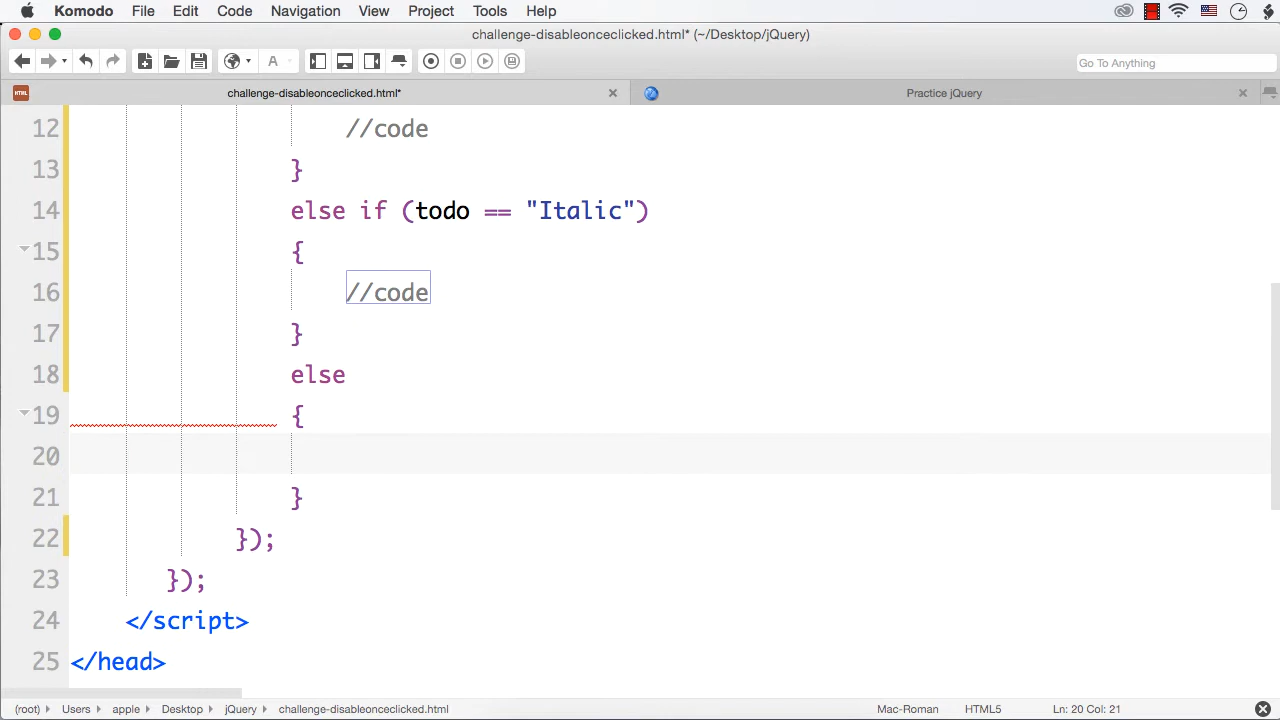 Komodo File Edit Code Navigation View Project Tools Help
challenge-disableonceclicked.html* (~/Desktop/jQuery)
A Go To Anything
HTML challenge-disableonceclicked.html* Practice jQuery
12 //code
13 }
14 else if (todo == "Italic")
15 {
16 //code
17 }
18 else
19 {
20
21 }
22 });
23 });
24 </script>
25 </head>
(root) Users apple Desktop jQuery challenge-disableonceclicked.html Mac-Roman HTML5 Ln: 20 Col: 21